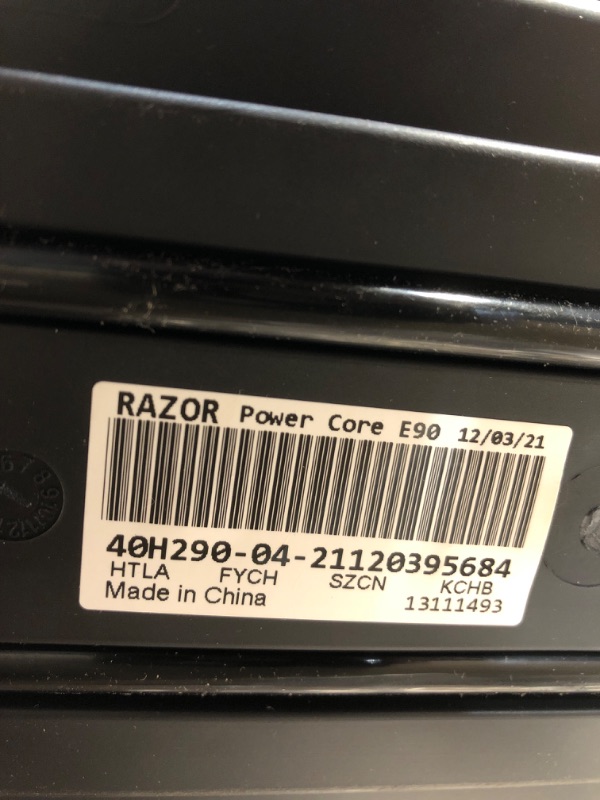 RAZOR Power Core E90 12/03/21
40H290-04-21120395684
HTLA FYCH SZCN KCHB
Made in China 13111493